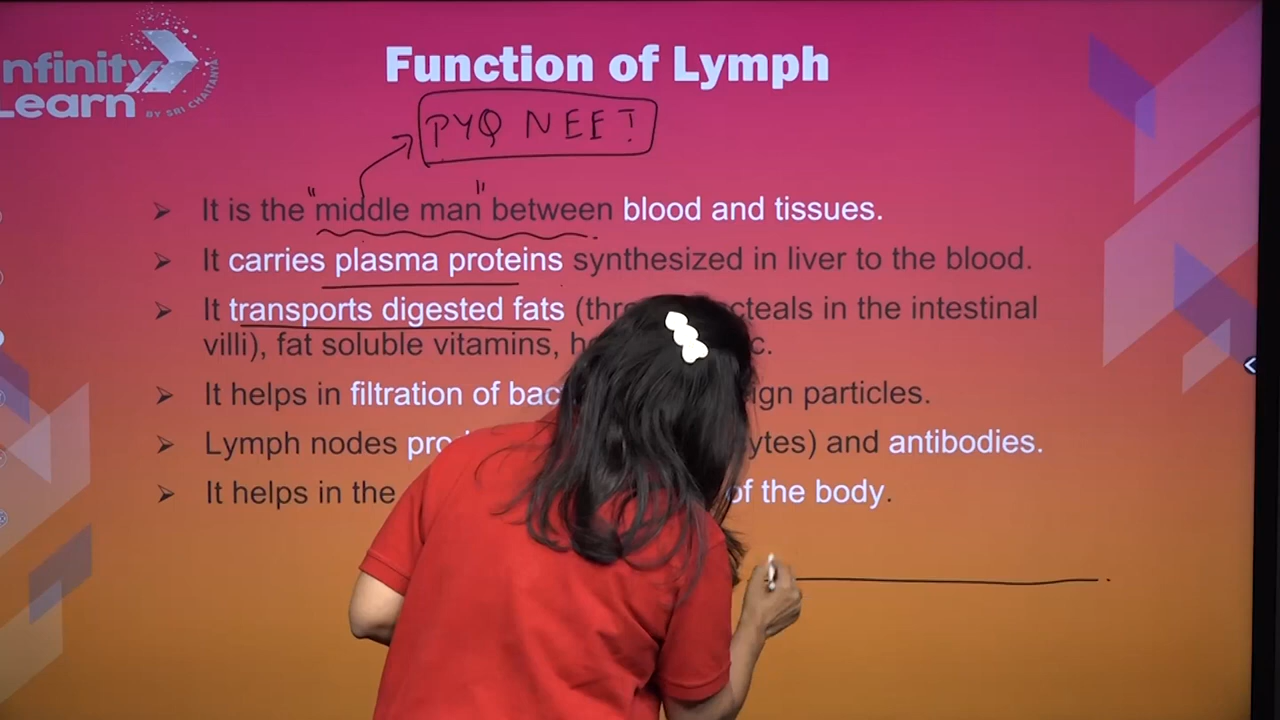 nfinity
Learn
BY SRI CHAITANYA
Function of Lymph
PYQ NEET
➤ It is the "middle man" between blood and tissues.
➤ It carries plasma proteins synthesized in liver to the blood.
➤ It transports digested fats (thr cteals in the intestinal
villi), fat soluble vitamins, h c.
➤ It helps in filtration of bac ign particles.
➤ Lymph nodes pro ytes) and antibodies.
➤ It helps in the of the body.